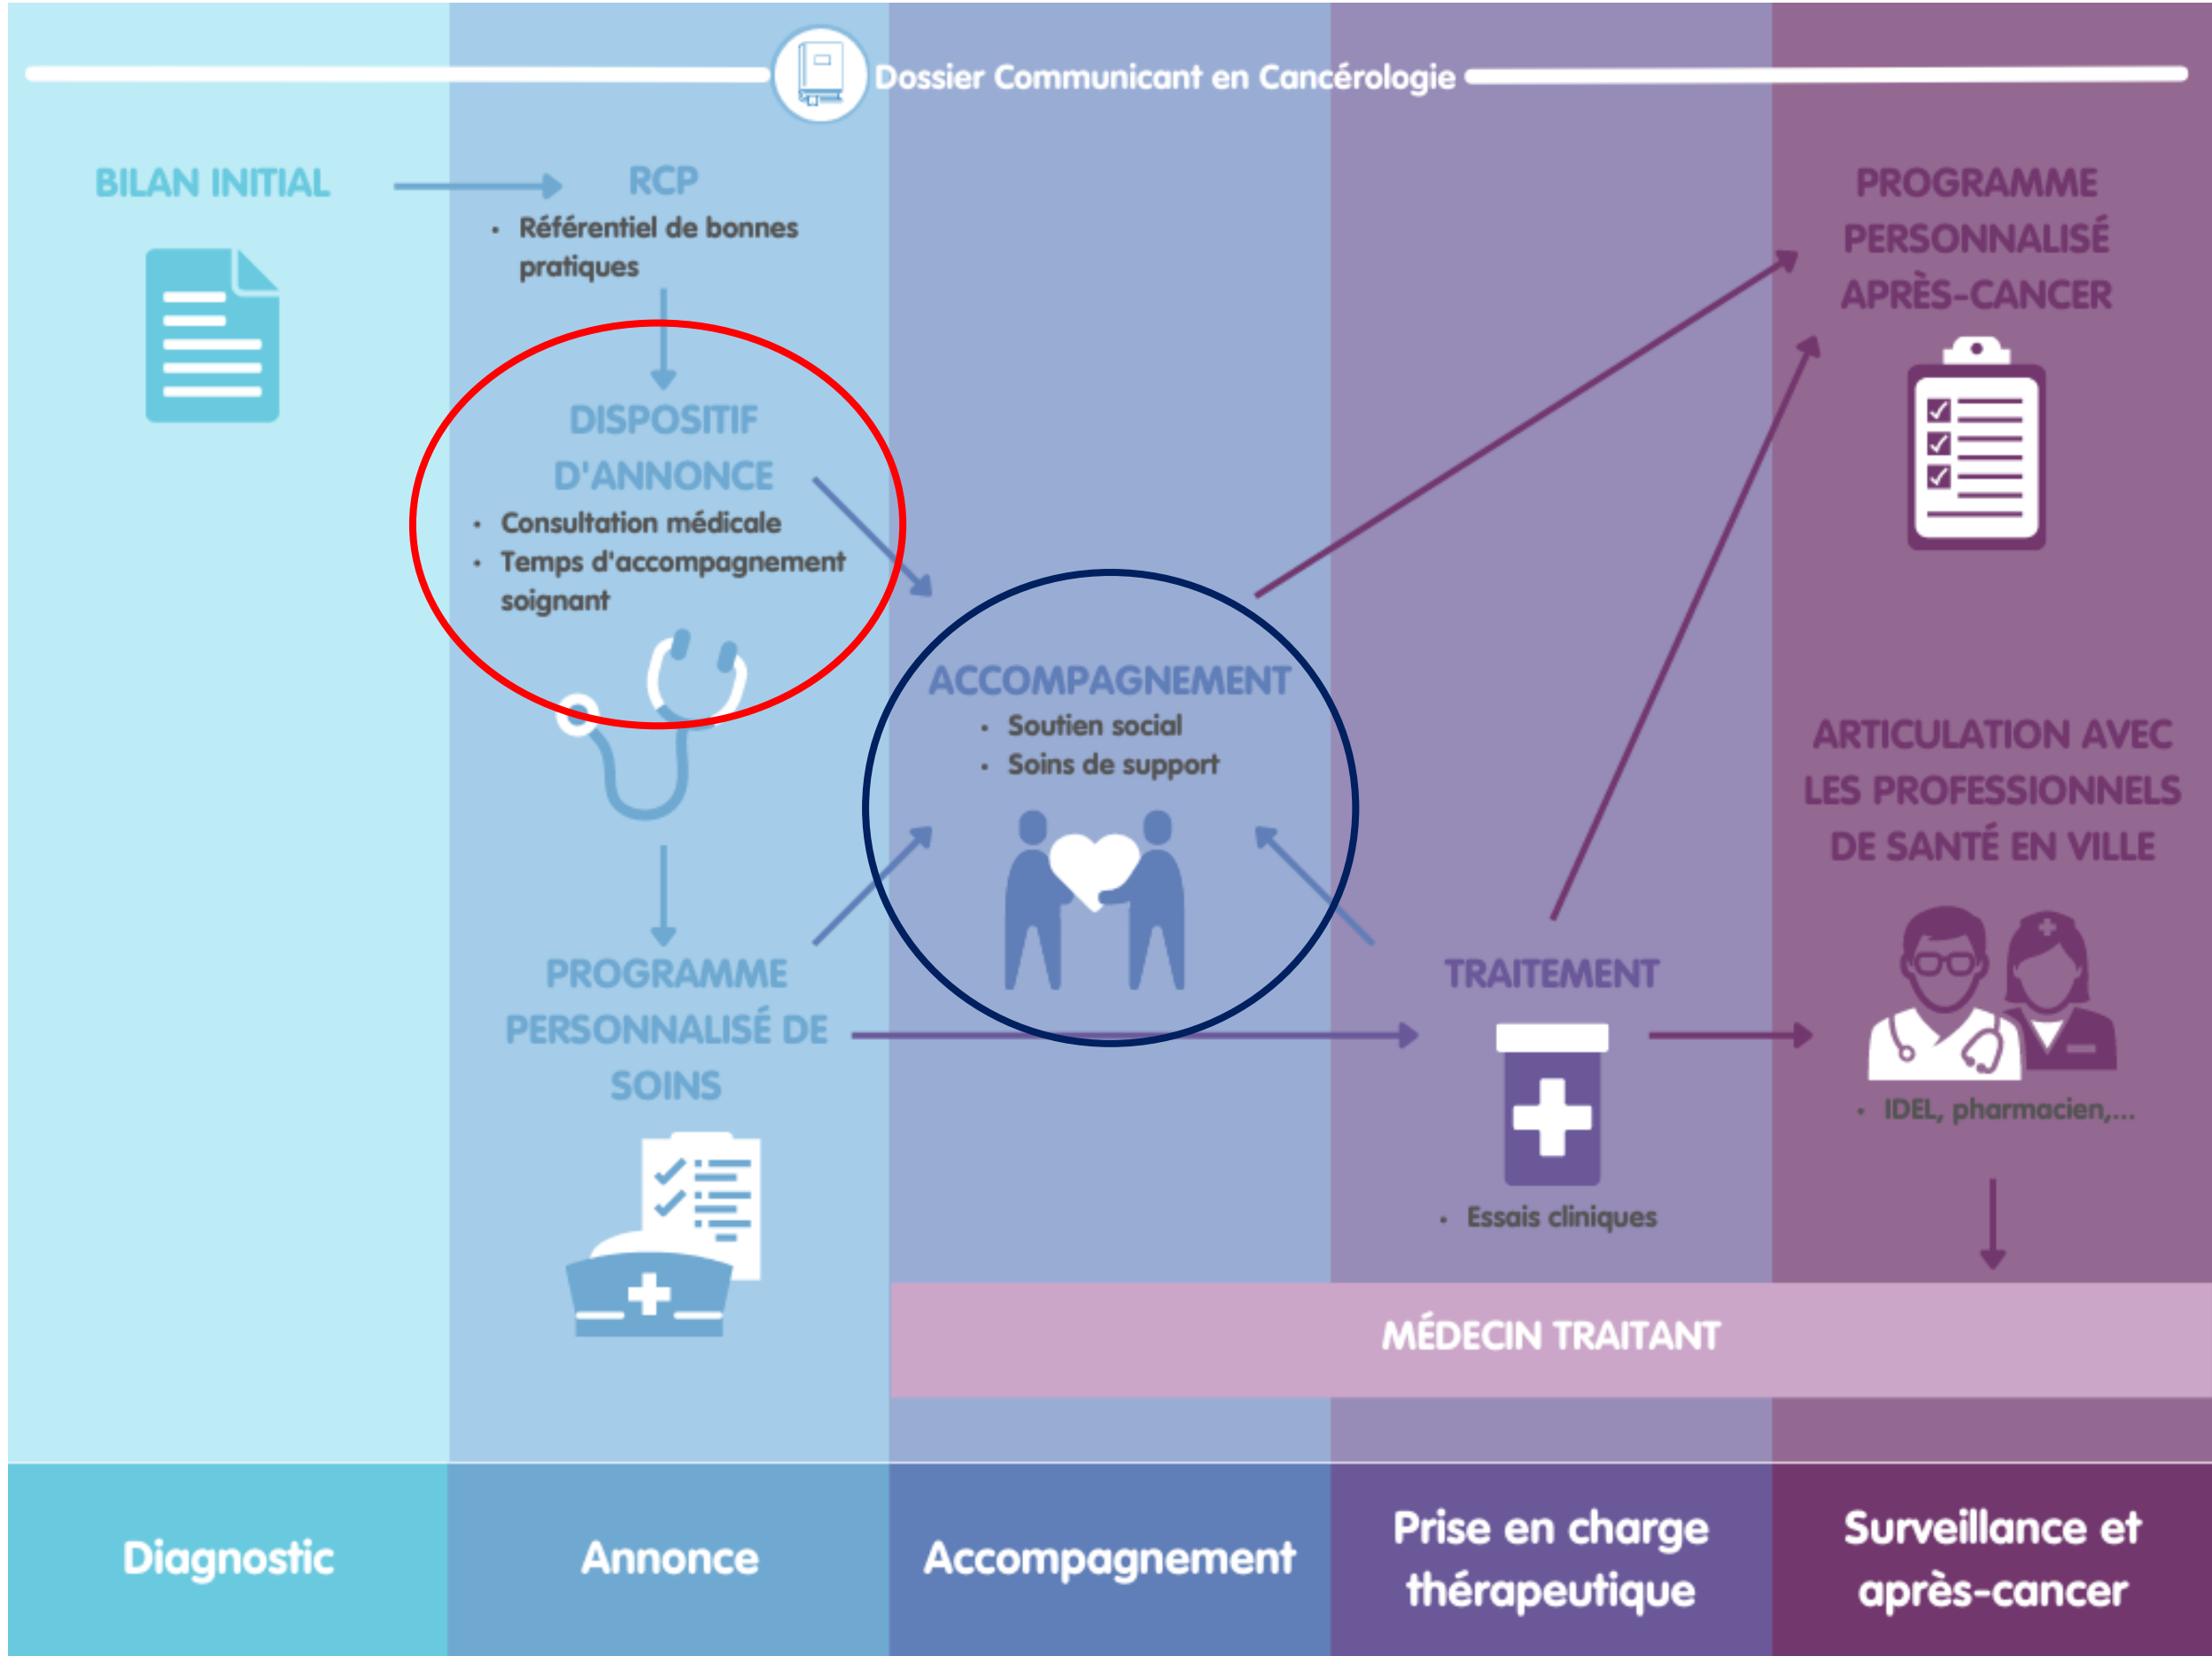 Dossier Communicant en Cancérologie
BILAN INITIAL
RCP
• Référentiel de bonnes
pratiques
DISPOSITIF
D'ANNONCE
• Consultation médicale
• Temps d'accompagnement
soignant
PROGRAMME
PERSONNALISÉ DE
SOINS
ACCOMPAGNEMENT
• Soutien social
• Soins de support
TRAITEMENT
• Essais cliniques
PROGRAMME
PERSONNALISÉ
APRÈS-CANCER
ARTICULATION AVEC
LES PROFESSIONNELS
DE SANTÉ EN VILLE
• IDEL, pharmacien,...
MÉDECIN TRAITANT
Diagnostic
Annonce
Accompagnement
Prise en charge
thérapeutique
Surveillance et
après-cancer